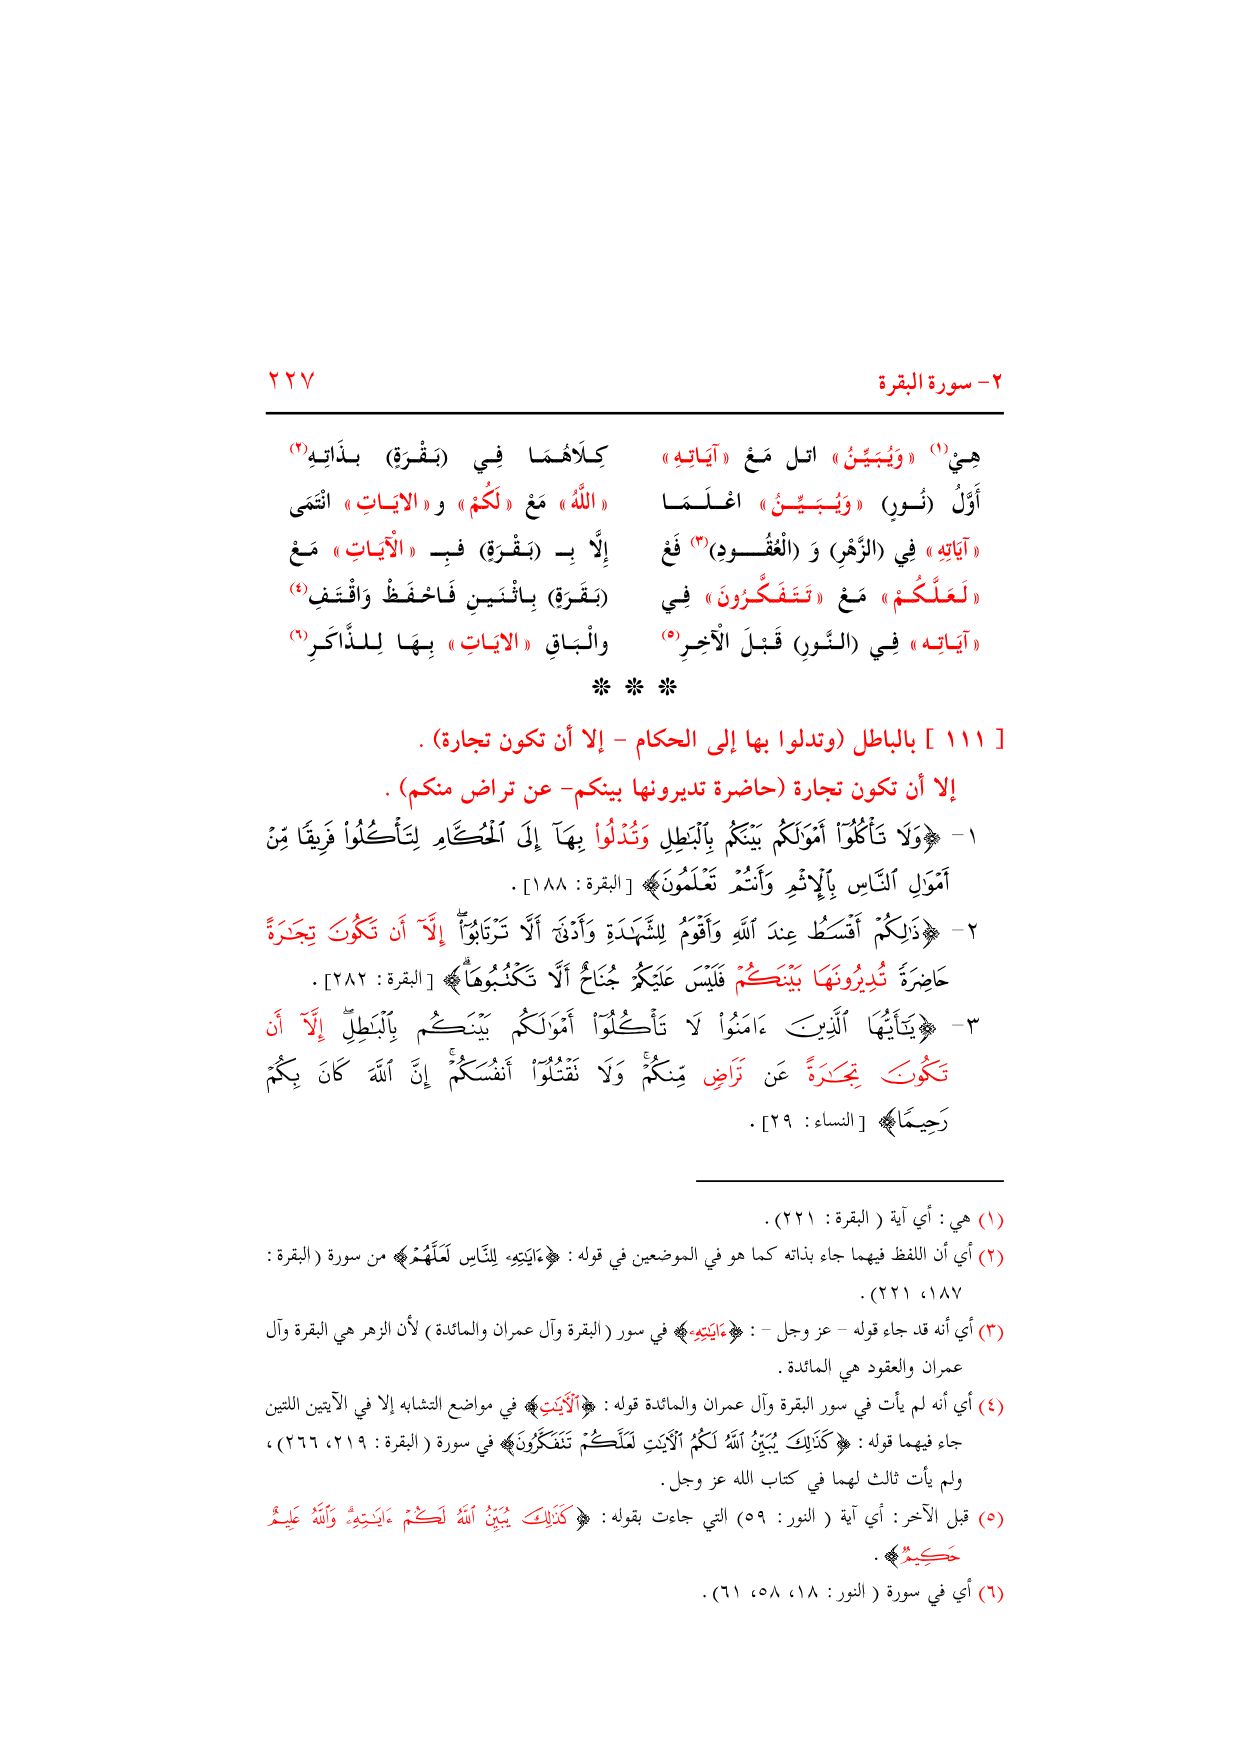 ٢- سورة البقرة ٢٢٧
هِيْ(١) «وَيُبَيِّنُ» اتل مَعْ «آيَاتِهِ» كِلَاهُمَا فِي (بَقْرَةٍ) بِذَاتِهِ(٢)
أَوَّلُ (نُورٍ) «وَيُبَيِّنُ» اعْلَمَا «اللَّهُ» مَعْ «لَكُمْ» و «الايَاتِ» انْتَمَى
«آيَاتِهِ» فِي (الزَّهْرِ) وَ (الْعُقُودِ)(٣) فَعْ إِلَّا بِـ (بَقْرَةٍ) فَبِـ «الْآيَاتِ» مَعْ
«لَعَلَّكُمْ» مَعْ «تَتَفَكَّرُونَ» فِي (بَقَرَةِ) بِاثْنَينِ فَاحْفَظْ وَاقْتَفِ(٤)
«آيَاتِه» فِي (النُّورِ) قَبْلَ الْآخِرِ(٥) والْبَاقِ «الايَاتِ» بِهَا لِلذَّاكَرِ(٦)
* * *
[ ١١١ ] بالباطل (وتدلوا بها إلى الحكام – إلا أن تكون تجارة) .
إلا أن تكون تجارة (حاضرة تديرونها بينكم– عن تراض منكم) .
١- ﴿وَلَا تَأْكُلُوٓا۟ أَمْوَٰلَكُم بَيْنَكُم بِٱلْبَٰطِلِ وَتُدْلُوا۟ بِهَآ إِلَى ٱلْحُكَّامِ لِتَأْكُلُوا۟ فَرِيقًا مِّنْ
أَمْوَٰلِ ٱلنَّاسِ بِٱلْإِثْمِ وَأَنتُمْ تَعْلَمُونَ﴾ [البقرة: ١٨٨] .
٢- ﴿ذَٰلِكُمْ أَقْسَطُ عِندَ ٱللَّهِ وَأَقْوَمُ لِلشَّهَٰدَةِ وَأَدْنَىٰٓ أَلَّا تَرْتَابُوٓا۟ ۖ إِلَّآ أَن تَكُونَ تِجَٰرَةً
حَاضِرَةً تُدِيرُونَهَا بَيْنَكُمْ فَلَيْسَ عَلَيْكُمْ جُنَاحٌ أَلَّا تَكْتُبُوهَا ۗ﴾ [البقرة: ٢٨٢] .
٣- ﴿يَٰٓأَيُّهَا ٱلَّذِينَ ءَامَنُوا۟ لَا تَأْكُلُوٓا۟ أَمْوَٰلَكُم بَيْنَكُم بِٱلْبَٰطِلِ إِلَّآ أَن
تَكُونَ تِجَٰرَةً عَن تَرَاضٍ مِّنكُمْ ۚ وَلَا تَقْتُلُوٓا۟ أَنفُسَكُمْ ۚ إِنَّ ٱللَّهَ كَانَ بِكُمْ
رَحِيمًا﴾ [النساء: ٢٩] .
(١) هي: أي آية (البقرة: ٢٢١) .
(٢) أي أن اللفظ فيهما جاء بذاته كما هو في الموضعين في قوله: ﴿ءَايَٰتِهِۦ لِلنَّاسِ لَعَلَّهُمْ﴾ من سورة (البقرة:
١٨٧، ٢٢١) .
(٣) أي أنه قد جاء قوله – عز وجل – : ﴿ءَايَٰتِهِۦ﴾ في سور (البقرة وآل عمران والمائدة) لأن الزهر هي البقرة وآل
عمران والعقود هي المائدة .
(٤) أي أنه لم يأت في سور البقرة وآل عمران والمائدة قوله: ﴿ٱلْـَٔايَٰتِ﴾ في مواضع التشابه إلا في الآيتين اللتين
جاء فيهما قوله: ﴿كَذَٰلِكَ يُبَيِّنُ ٱللَّهُ لَكُمُ ٱلْـَٔايَٰتِ لَعَلَّكُمْ تَتَفَكَّرُونَ﴾ في سورة (البقرة: ٢١٩، ٢٦٦) ،
ولم يأت ثالث لهما في كتاب الله عز وجل .
(٥) قبل الآخر: أي آية (النور: ٥٩) التي جاءت بقوله: ﴿كَذَٰلِكَ يُبَيِّنُ ٱللَّهُ لَكُمْ ءَايَٰتِهِۦ ۗ وَٱللَّهُ عَلِيمٌ
حَكِيمٌ﴾ .
(٦) أي في سورة (النور: ١٨، ٥٨، ٦١) .